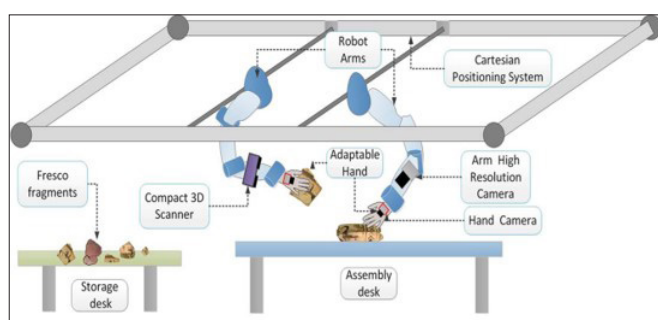 Robot
Arms
Cartesian
Positioning System
Fresco
fragments
Adaptable
Hand
Arm High
Resolution
Camera
Compact 3D
Scanner
Hand Camera
Storage
desk
Assembly
desk